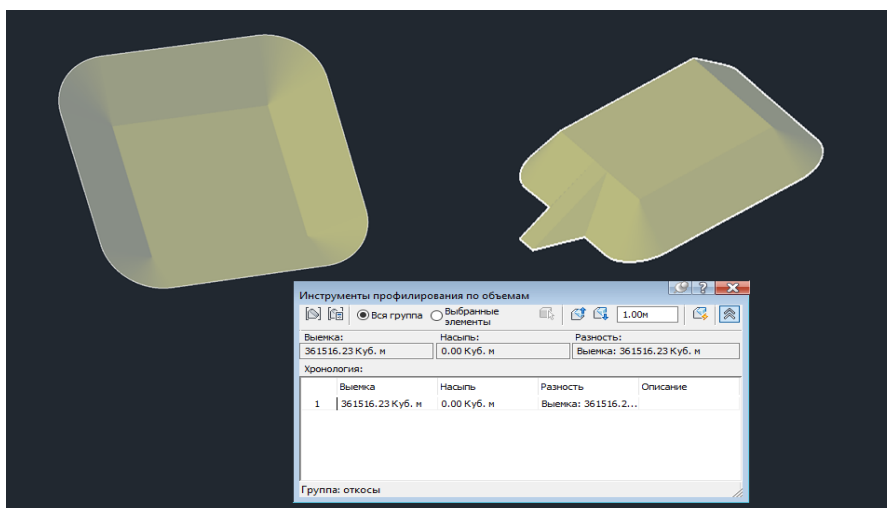 Инструменты профилирования по объемам
Вся группа Выбранные элементы 1.00м
Выемка: Насыпь: Разность:
361516.23 Куб. м 0.00 Куб. м Выемка: 361516.23 Куб. м
Хронология:
Выемка Насыпь Разность Описание
1 361516.23 Куб. м 0.00 Куб. м Выемка: 361516.2...
Группа: откосы